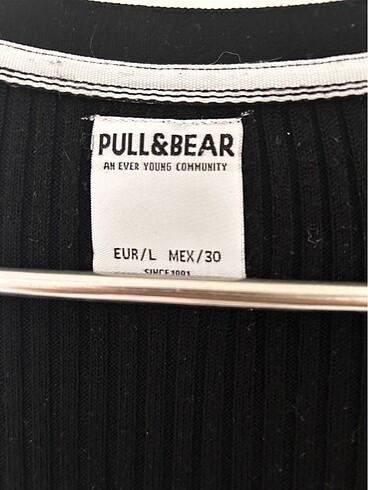 PULL&BEAR
AN EVER YOUNG COMMUNITY
EUR/L MEX/30
SINCE 1991